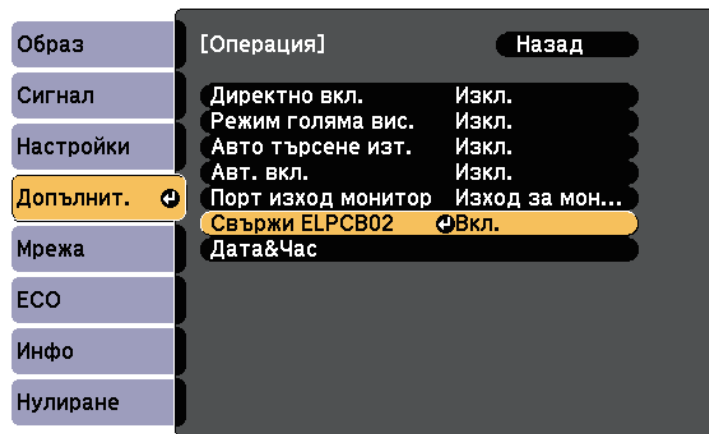 Образ
Сигнал
Настройки
Допълнит.
Мрежа
ECO
Инфо
Нулиране
[Операция] Назад
Директно вкл. Изкл.
Режим голяма вис. Изкл.
Авто търсене изт. Изкл.
Авт. вкл. Изкл.
Порт изход монитор Изход за мон...
Свържи ELPCB02 Вкл.
Дата&Час